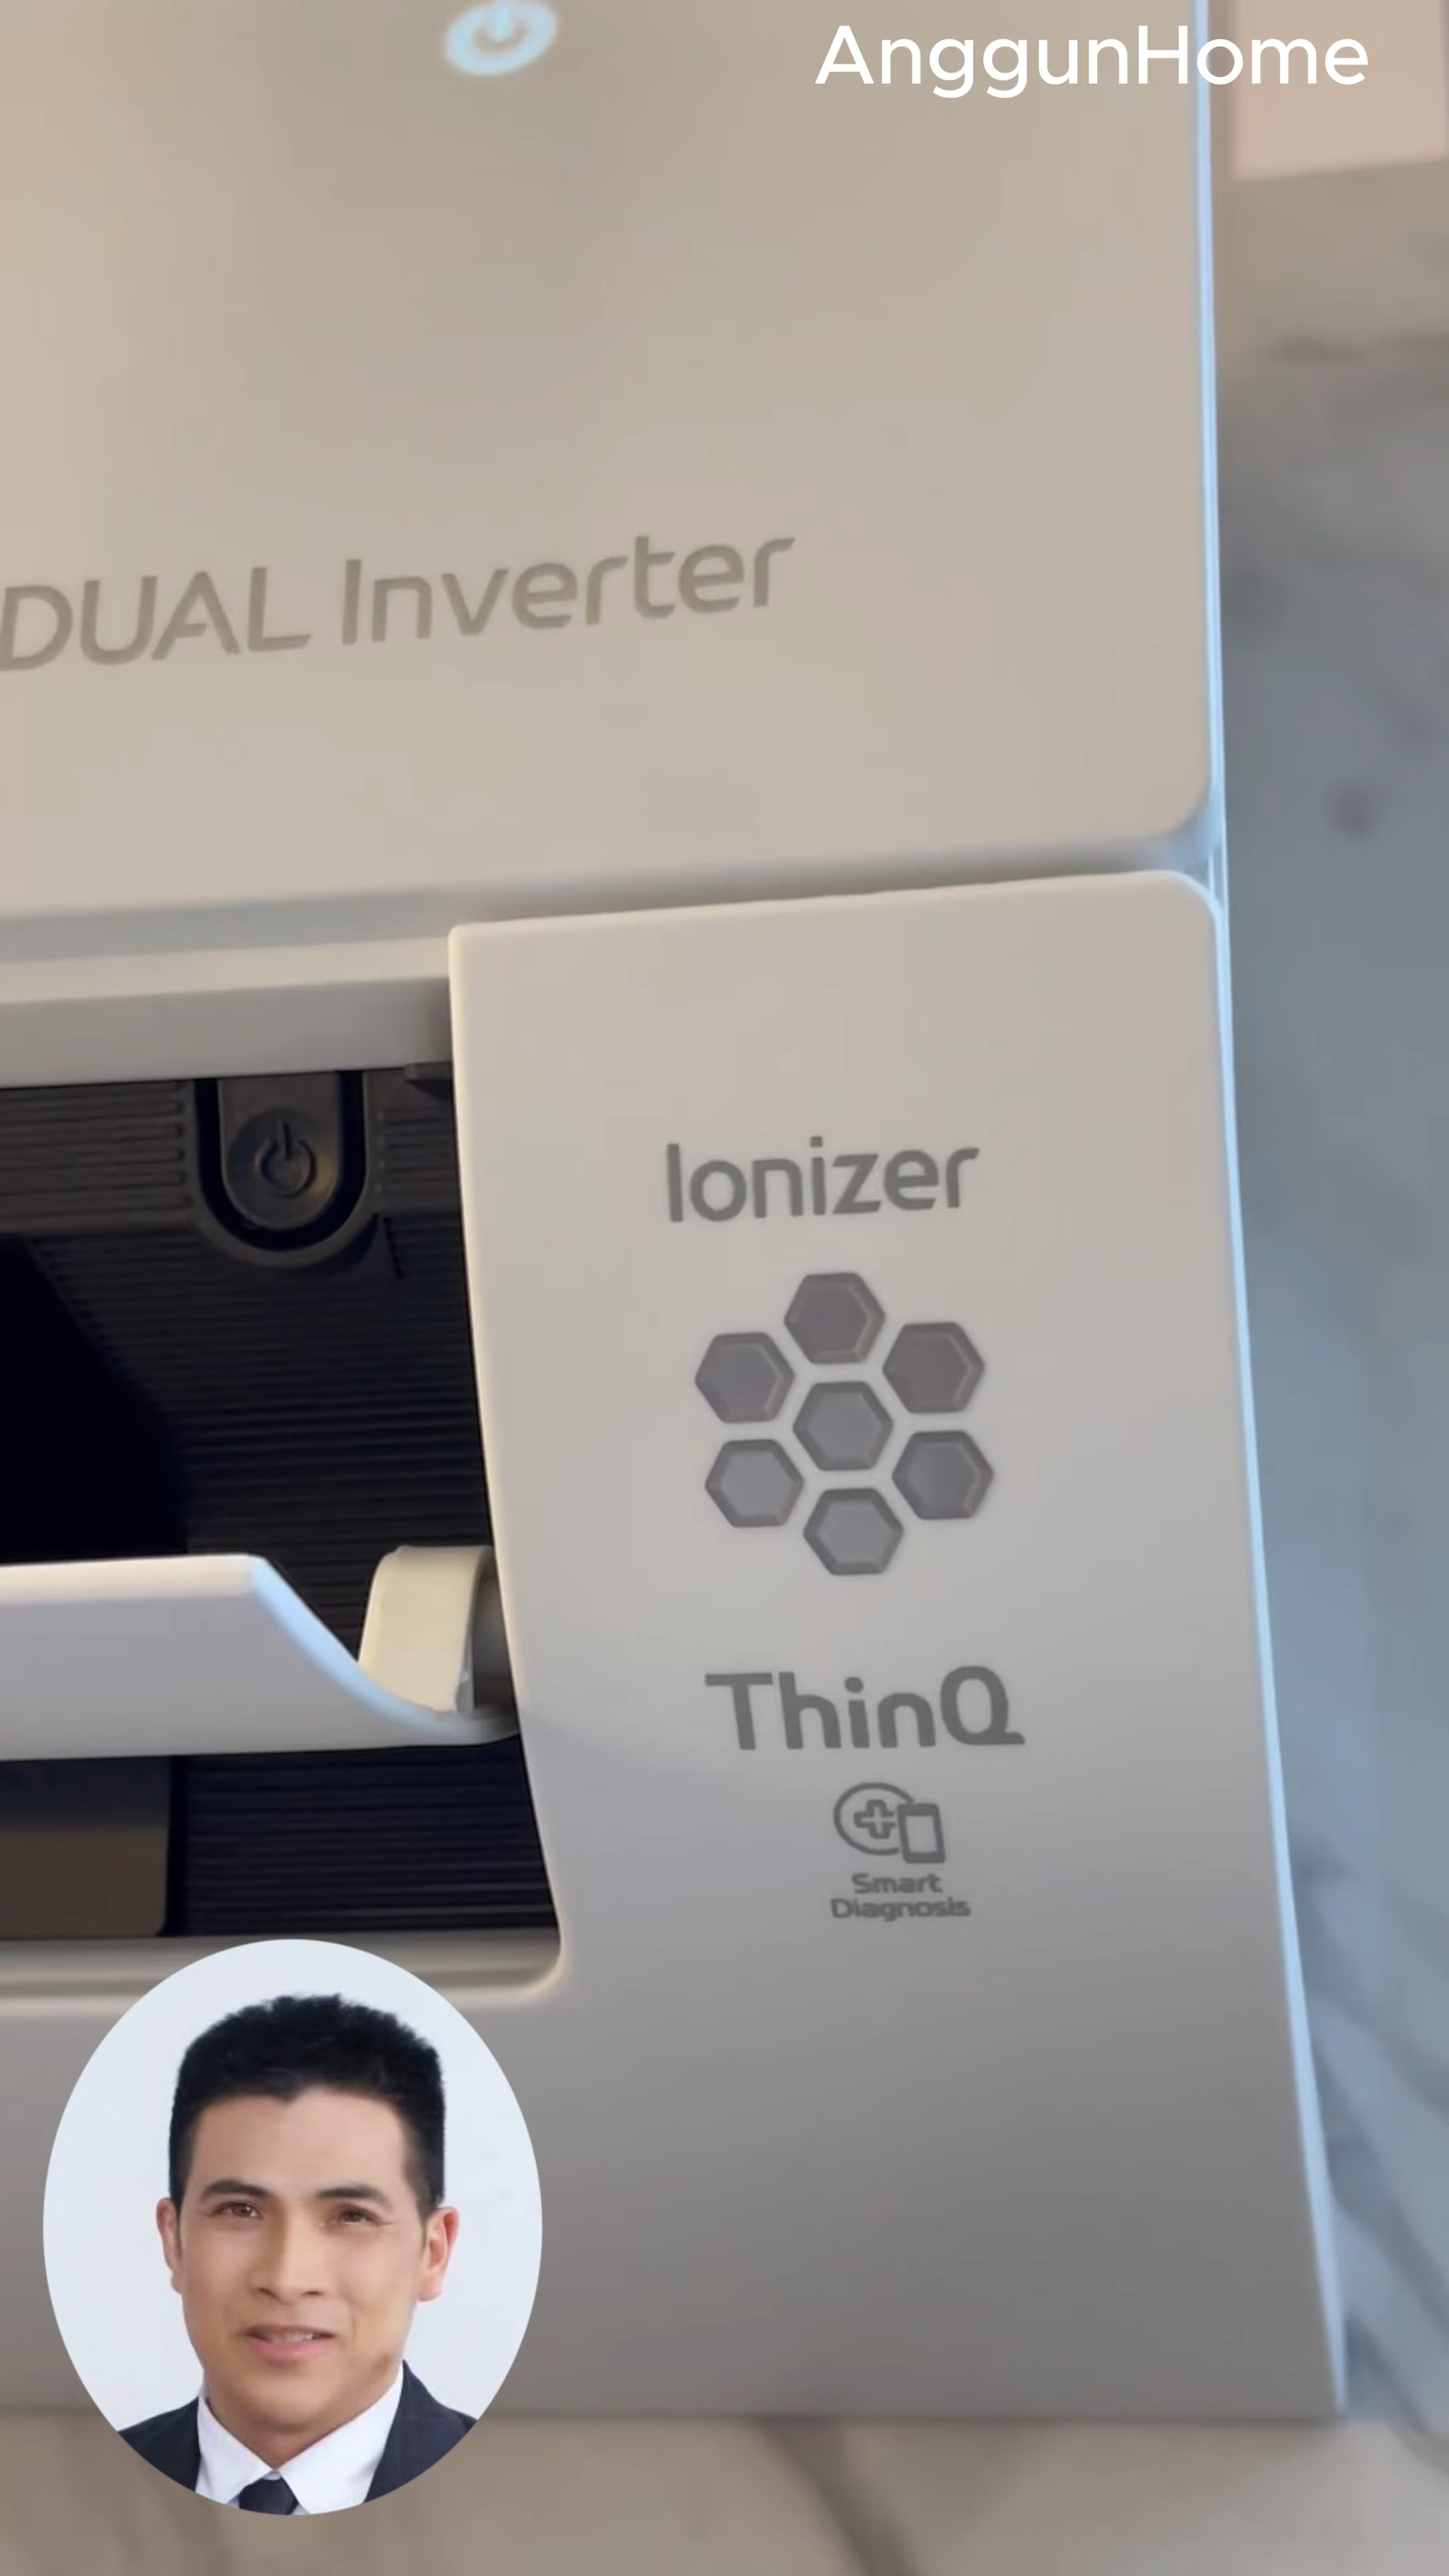 AnggunHome
DUAL Inverter
Ionizer
ThinQ
Smart
Diagnosis